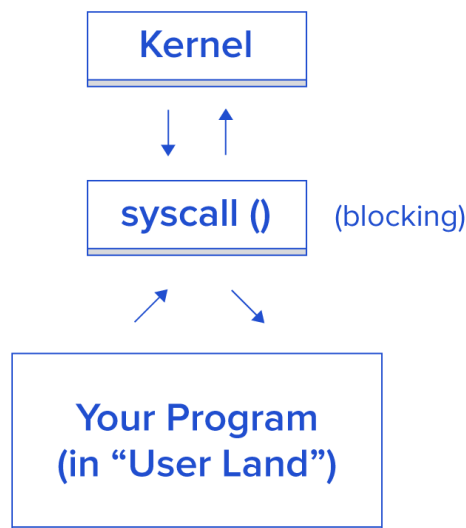 Kernel
syscall ()
(blocking)
Your Program
(in “User Land”)